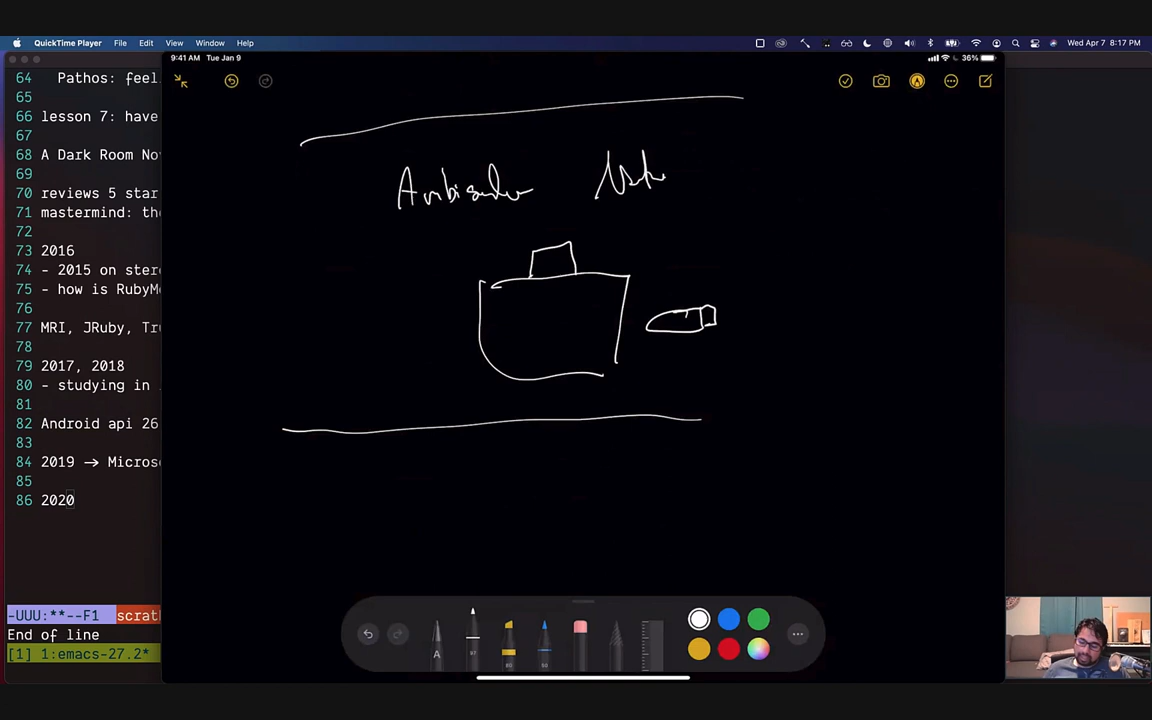 QuickTime Player File Edit View Window Help
Wed Apr 7 8:17 PM
9:41 AM Tue Jan 9
36%
64 Pathos: feel
65
66 lesson 7: have
67
68 A Dark Room No
69
70 reviews 5 star
71 mastermind: the
72
73 2016
74 - 2015 on ster
75 - how is RubyM
76
77 MRI, JRuby, Tr
78
79 2017, 2018
80 - studying in
81
82 Android api 26
83
84 2019 → Micros
85
86 2020
-UUU:**--F1 scrat
End of line
[1] 1:emacs-27.2*
A
97
80
50